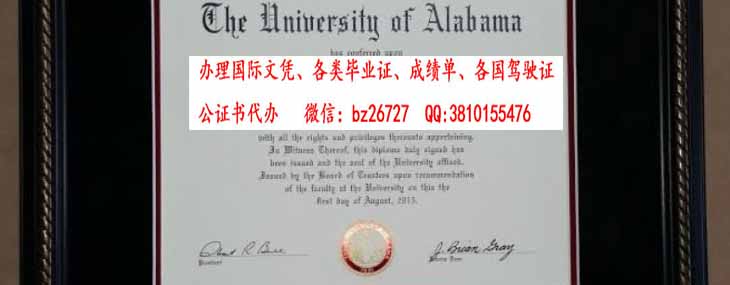 The University of Alabama
has conferred upon
办理国际文凭、各类毕业证、成绩单、各国驾驶证
公证书代办 微信：bz26727 QQ:3810155476
with all the rights and privileges thereunto appertaining.
In Witness Thereof, this diploma duly signed has
been issued and the seal of the University affixed.
Issued by the Board of Trustees upon recommendation
of the faculty at the University on this the
first day of August, 2015.
President